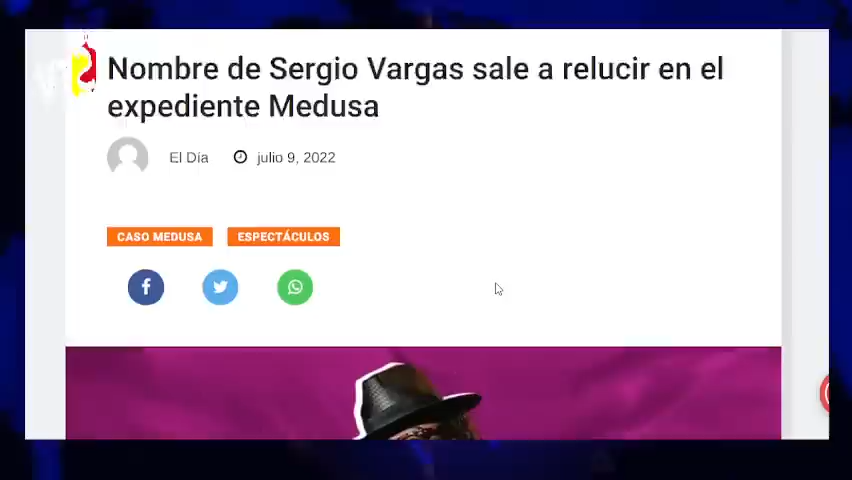 Nombre de Sergio Vargas sale a relucir en el
expediente Medusa
El Día
julio 9, 2022
CASO MEDUSA
ESPECTÁCULOS